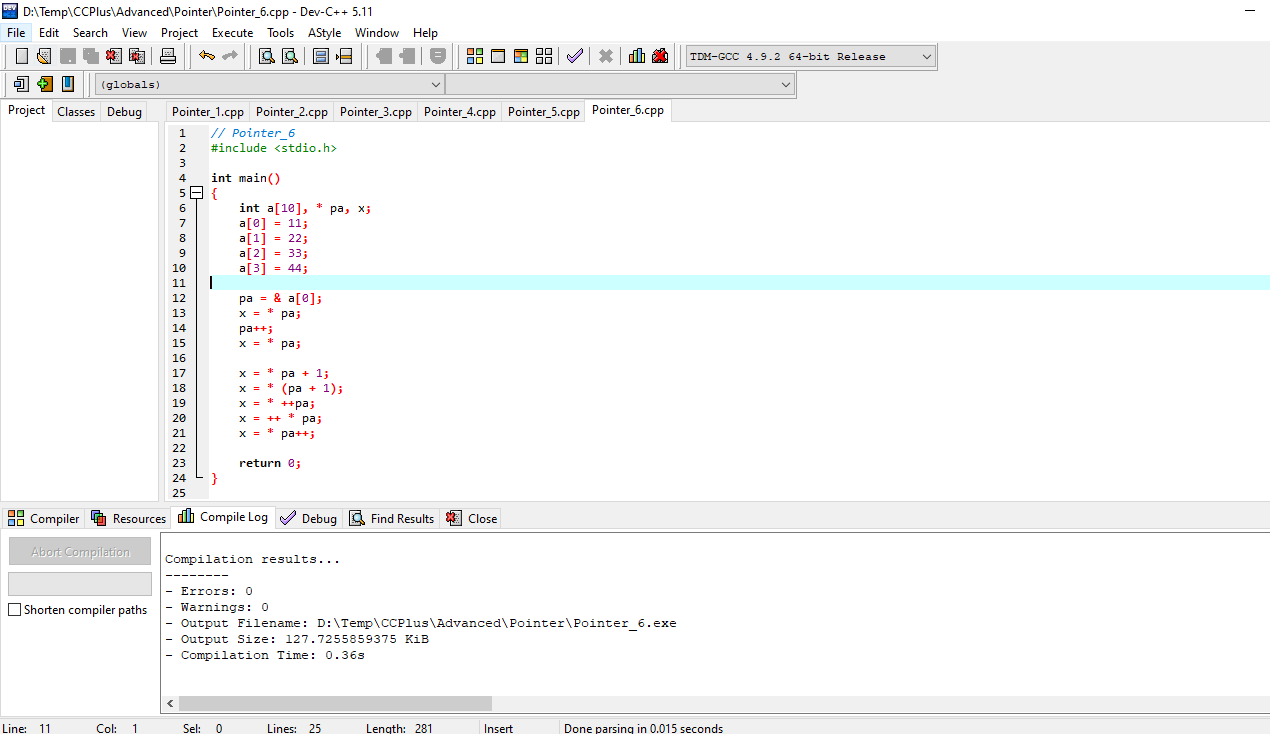 D:\Temp\CCPlus\Advanced\Pointer\Pointer_6.cpp - Dev-C++ 5.11
File Edit Search View Project Execute Tools AStyle Window Help
TDM-GCC 4.9.2 64-bit Release
(globals)
Project Classes Debug
Pointer_1.cpp Pointer_2.cpp Pointer_3.cpp Pointer_4.cpp Pointer_5.cpp Pointer_6.cpp
1 // Pointer_6
2 #include <stdio.h>
3
4 int main()
5 {
6 int a[10], * pa, x;
7 a[0] = 11;
8 a[1] = 22;
9 a[2] = 33;
10 a[3] = 44;
11
12 pa = & a[0];
13 x = * pa;
14 pa++;
15 x = * pa;
16
17 x = * pa + 1;
18 x = * (pa + 1);
19 x = * ++pa;
20 x = ++ * pa;
21 x = * pa++;
22
23 return 0;
24 }
25
Compiler Resources Compile Log Debug Find Results Close
Abort Compilation
Shorten compiler paths
Compilation results...
--------
- Errors: 0
- Warnings: 0
- Output Filename: D:\Temp\CCPlus\Advanced\Pointer\Pointer_6.exe
- Output Size: 127.7255859375 KiB
- Compilation Time: 0.36s
Line: 11 Col: 1 Sel: 0 Lines: 25 Length: 281 Insert Done parsing in 0.015 seconds